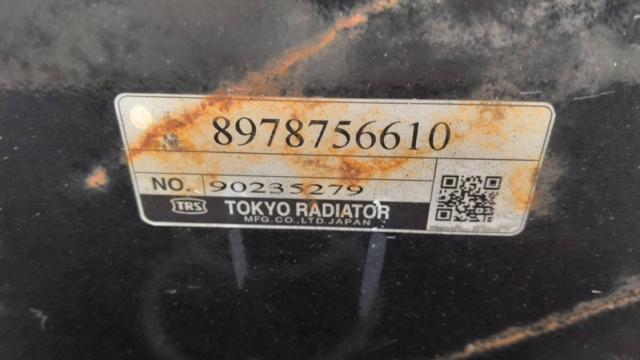 8978756610
NO. 90235279
TRS TOKYO RADIATOR
MFG.CO.,LTD.JAPAN